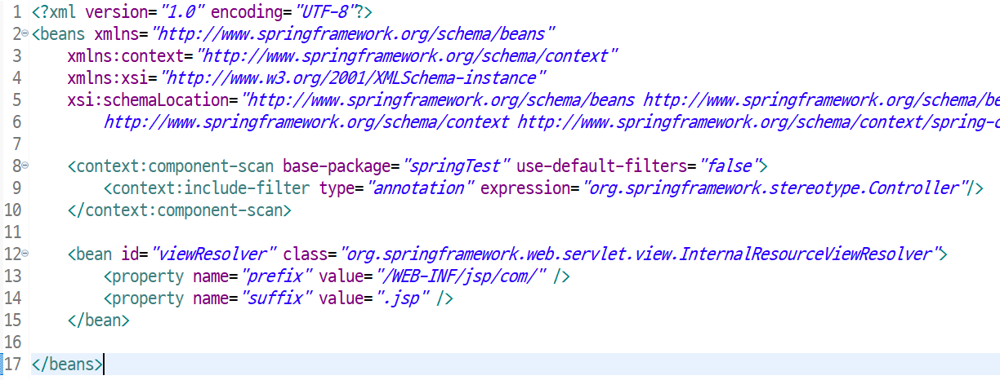 1 <?xml version="1.0" encoding="UTF-8"?>
2 <beans xmlns="http://www.springframework.org/schema/beans"
3     xmlns:context="http://www.springframework.org/schema/context"
4     xmlns:xsi="http://www.w3.org/2001/XMLSchema-instance"
5     xsi:schemaLocation="http://www.springframework.org/schema/beans http://www.springframework.org/schema/be
6         http://www.springframework.org/schema/context http://www.springframework.org/schema/context/spring-c
7
8     <context:component-scan base-package="springTest" use-default-filters="false">
9         <context:include-filter type="annotation" expression="org.springframework.stereotype.Controller"/>
10     </context:component-scan>
11
12     <bean id="viewResolver" class="org.springframework.web.servlet.view.InternalResourceViewResolver">
13         <property name="prefix" value="/WEB-INF/jsp/com/" />
14         <property name="suffix" value=".jsp" />
15     </bean>
16
17 </beans>